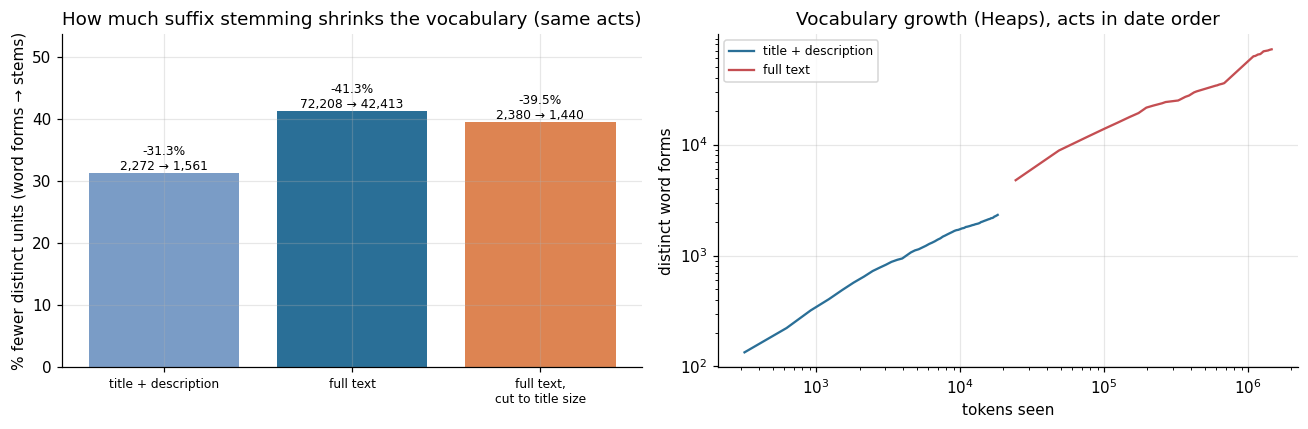 How much suffix stemming shrinks the vocabulary (same acts)
% fewer distinct units (word forms → stems)
50
40
30
20
10
0
-31.3%
2,272 → 1,561
-41.3%
72,208 → 42,413
-39.5%
2,380 → 1,440
title + description
full text
full text,
cut to title size
Vocabulary growth (Heaps), acts in date order
title + description
full text
distinct word forms
10⁴
10³
10²
10³
10⁴
10⁵
10⁶
tokens seen